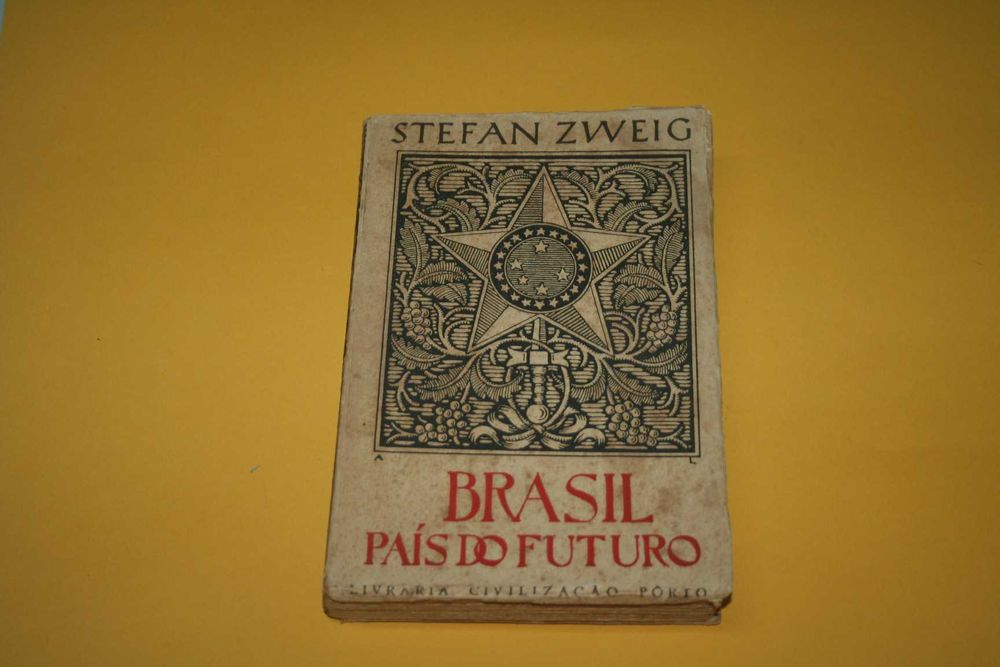 STEFAN ZWEIG
A L
BRASIL
PAÍS DO FUTURO
LIVRARIA CIVILIZAÇÃO PÔRTO